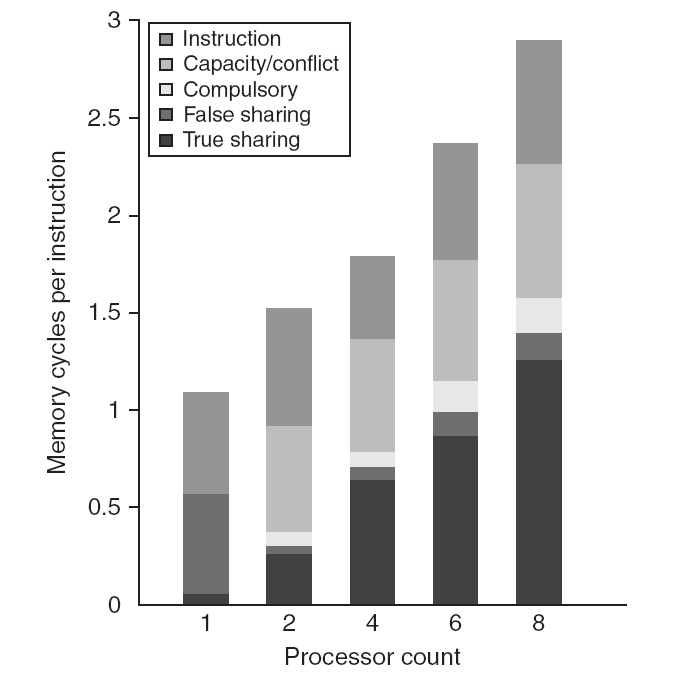 3
2.5
2
1.5
1
0.5
0
Memory cycles per instruction
Instruction
Capacity/conflict
Compulsory
False sharing
True sharing
1 2 4 6 8
Processor count